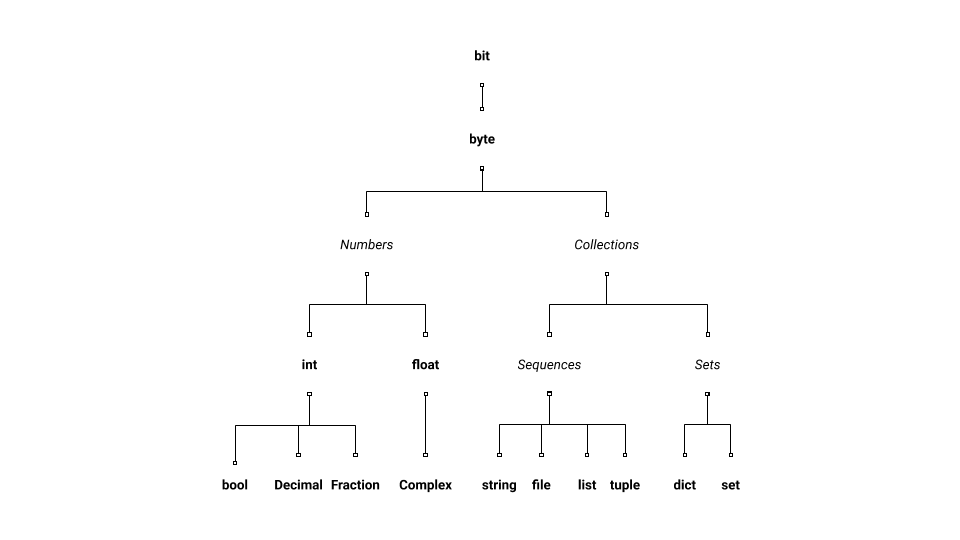 bit
byte
Numbers Collections
int float Sequences Sets
bool Decimal Fraction Complex string file list tuple dict set